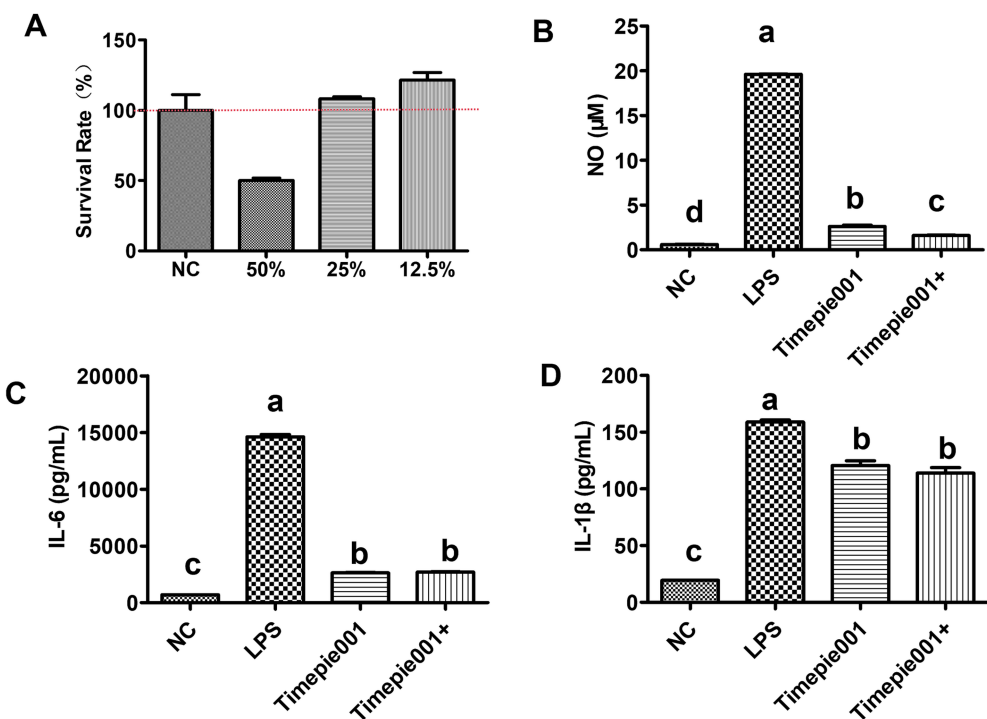 A
Survival Rate (%)
150
100
50
0
NC 50% 25% 12.5%
B
NO (μM)
25
20
15
10
5
0
d a b c
NC LPS Timepie001 Timepie001+
C
IL-6 (pg/mL)
20000
15000
10000
5000
0
c a b b
NC LPS Timepie001 Timepie001+
D
IL-1β (pg/mL)
200
150
100
50
0
c a b b
NC LPS Timepie001 Timepie001+